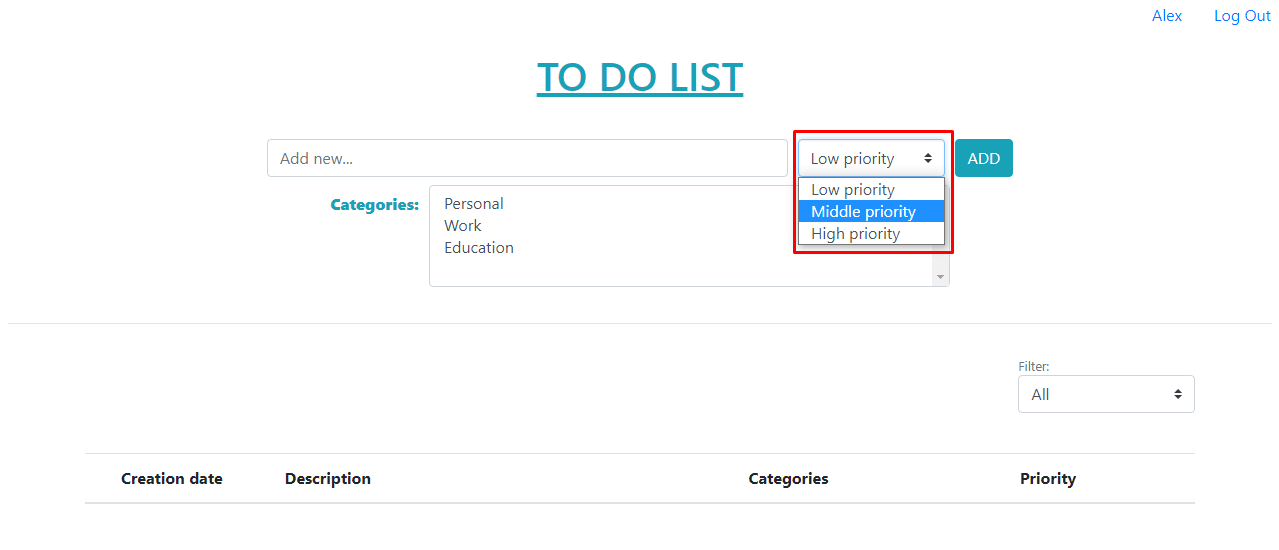 Alex Log Out
TO DO LIST
Add new... Low priority ADD
Low priority
Middle priority
High priority
Categories: Personal
Work
Education
Filter:
All
Creation date Description Categories Priority